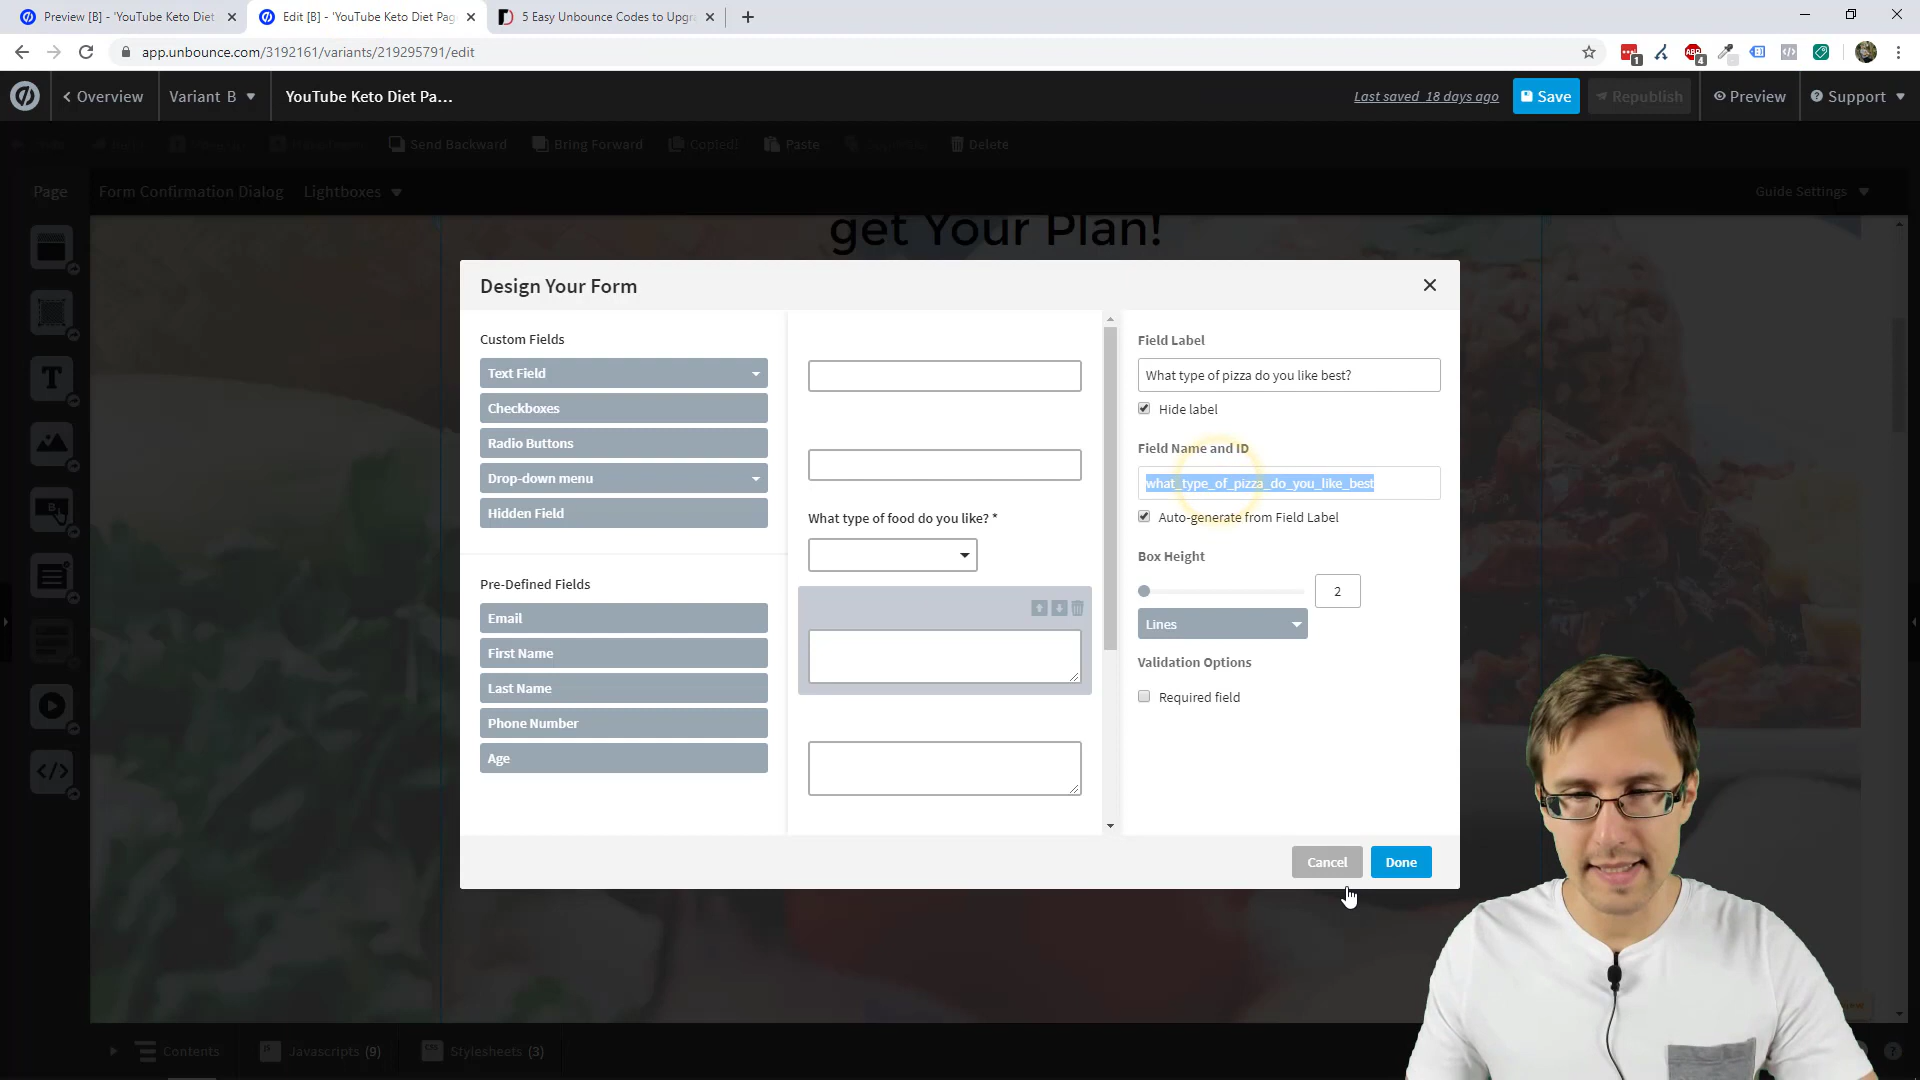 Preview [B] - 'YouTube Keto Diet
Edit [B] - 'YouTube Keto Diet Pag
5 Easy Unbounce Codes to Upgr
app.unbounce.com/3192161/variants/219295791/edit
1
ABP
4
Overview
Variant B
YouTube Keto Diet Pa...
Last saved 18 days ago
Save
Republish
Preview
Support
Send Backward
Bring Forward
Copied!
Paste
Delete
Page
Form Confirmation Dialog
Lightboxes
Guide Settings
get Your Plan!
Design Your Form
Custom Fields
Text Field
Checkboxes
Radio Buttons
Drop-down menu
Hidden Field
Pre-Defined Fields
Email
First Name
Last Name
Phone Number
Age
What type of food do you like? *
Field Label
What type of pizza do you like best?
Hide label
Field Name and ID
what_type_of_pizza_do_you_like_best
Auto-generate from Field Label
Box Height
2
Lines
Validation Options
Required field
Cancel
Done
Contents
Javascripts (9)
Stylesheets (3)